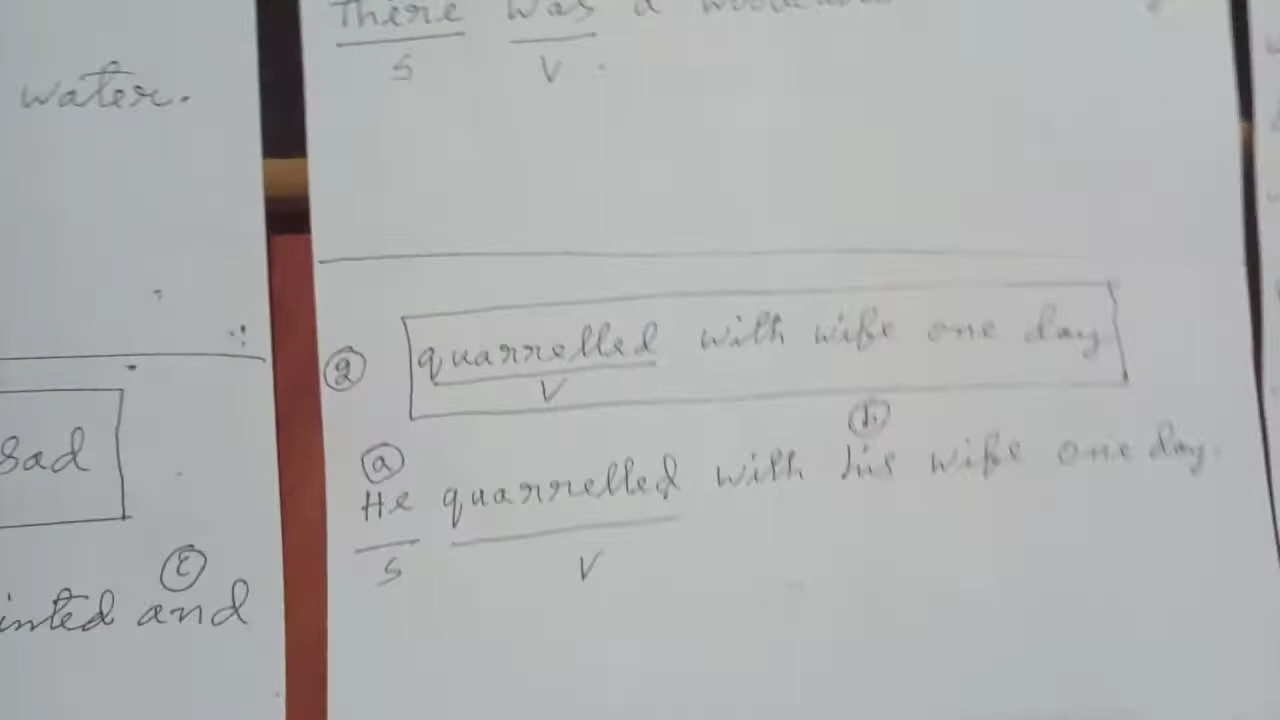 water.
sad
ⓒ
inted and
There was a
S V.
② quarrelled with wife one day
V
ⓐ ⓑ
He quarrelled with his wife one day.
S V